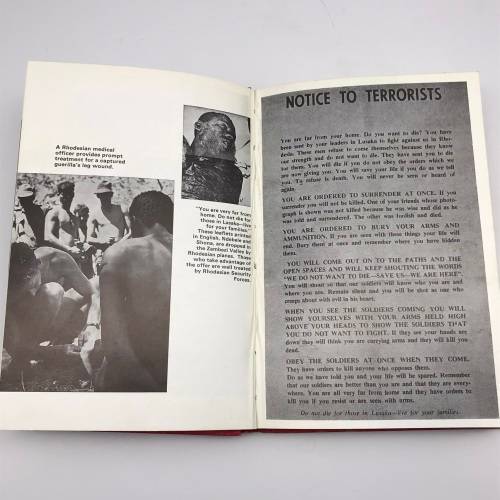 A Rhodesian medical
officer provides prompt
treatment for a captured
guerilla's leg wound.
"You are very far from
home. Do not die for
those in Lusaka—live
for your families."
These leaflets printed
in English, Ndebele and
Shona, are dropped in
the Zambezi Valley by
Rhodesian planes. Those
who take advantage of
the offer are well treated
by Rhodesian Security
Forces.
NOTICE TO TERRORISTS
You are far from your home. Do you want to die? You have
been sent by your leaders in Lusaka to fight against us in Rho-
desia. These men refuse to come themselves because they know
our strength and do not want to die. They have sent you to die
for them. You will die if you do not obey the orders which we
are now giving you. You will save your life if you do as we tell
you. To refuse is death. You will never be seen or heard of
again.
YOU ARE ORDERED TO SURRENDER AT ONCE. If you
surrender you will not be killed. One of your friends whose photo-
graph is shown was not killed because he was wise and did as he
was told and surrendered. The other was foolish and died.
YOU ARE ORDERED TO BURY YOUR ARMS AND
AMMUNITION. If you are seen with these things your life will
end. Bury them at once and remember where you have hidden
them.
YOU WILL COME OUT ON TO THE PATHS AND THE
OPEN SPACES AND WILL KEEP SHOUTING THE WORDS
"WE DO NOT WANT TO DIE—SAVE US—WE ARE HERE".
You will shout so that our soldiers will know who you are and
where you are. Remain silent and you will be shot as one who
creeps about with evil in his heart.
WHEN YOU SEE THE SOLDIERS COMING YOU WILL
SHOW YOURSELVES WITH YOUR ARMS HELD HIGH
ABOVE YOUR HEADS TO SHOW THE SOLDIERS THAT
YOU DO NOT WANT TO FIGHT. If they see your hands are
down they will think you are carrying arms and they will kill you
dead.
OBEY THE SOLDIERS AT ONCE WHEN THEY COME.
They have orders to kill anyone who opposes them.
Do as we have told you and your life will be spared. Remember
that our soldiers are better than you are and that they are every-
where. You are all very far from home and they have orders to
kill you if you resist or are seen with arms.
Do not die for those in Lusaka—live for your families.